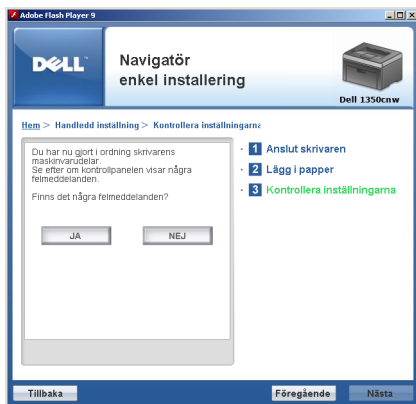 Adobe Flash Player 9
DELL
Navigatör
enkel installering
Dell 1350cnw
Hem > Handledd inställning > Kontrollera inställningarna
Du har nu gjort i ordning skrivarens
maskinvarudelar.
Se efter om kontrollpanelen visar några
felmeddelanden.
Finns det några felmeddelanden?
JA
NEJ
1 Anslut skrivaren
2 Lägg i papper
3 Kontrollera inställningarna
Tillbaka
Föregående
Nästa